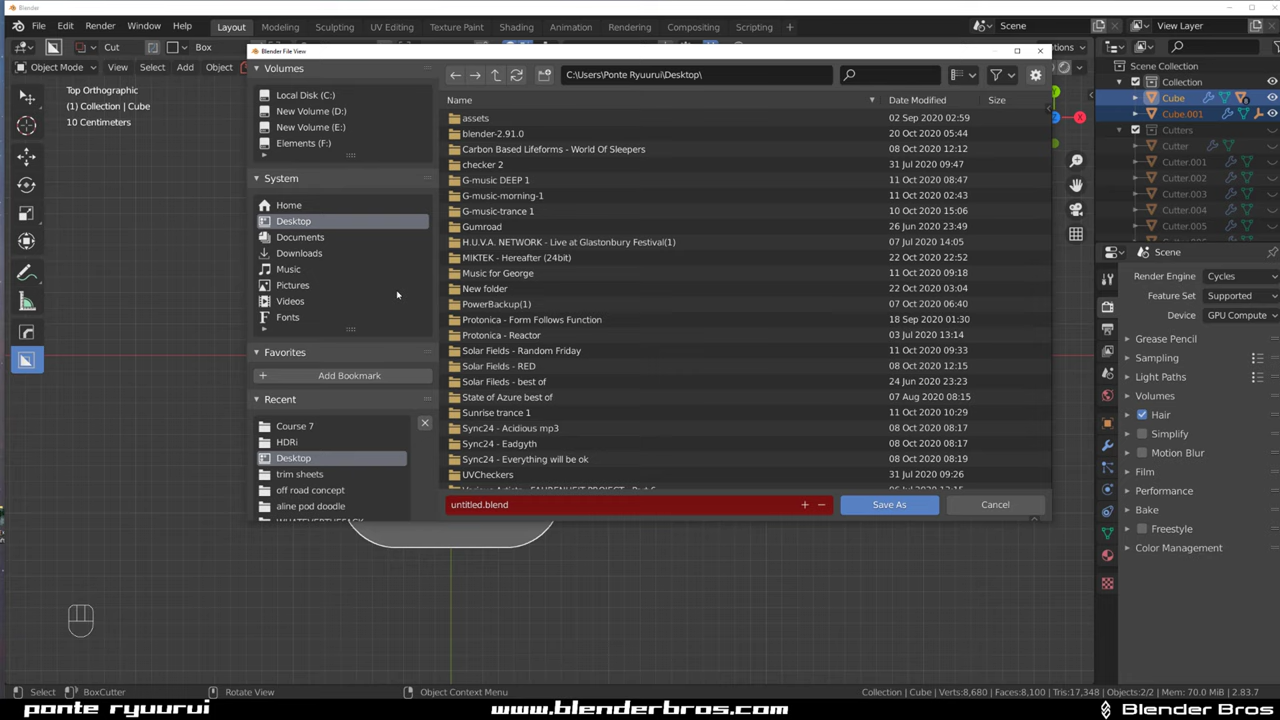 Blender
File Edit Render Window Help Layout Modeling Sculpting UV Editing Texture Paint Shading Animation Rendering Compositing Scripting + Scene View Layer
Cut Box
Object Mode View Select Add Object Options
Top Orthographic
(1) Collection | Cube
10 Centimeters
Blender File View
Volumes
Local Disk (C:)
New Volume (D:)
New Volume (E:)
Elements (F:)
System
Home
Desktop
Documents
Downloads
Music
Pictures
Videos
Fonts
Favorites
Add Bookmark
Recent
Course 7
HDRi
Desktop
trim sheets
off road concept
aline pod doodle
C:\Users\Ponte Ryuurui\Desktop\
Name Date Modified Size
assets 02 Sep 2020 02:59
blender-2.91.0 20 Oct 2020 05:44
Carbon Based Lifeforms - World Of Sleepers 08 Oct 2020 12:12
checker 2 31 Jul 2020 09:47
G-music DEEP 1 11 Oct 2020 08:47
G-music-morning-1 11 Oct 2020 02:43
G-music-trance 1 10 Oct 2020 15:06
Gumroad 26 Jun 2020 23:49
H.U.V.A. NETWORK - Live at Glastonbury Festival(1) 07 Jul 2020 14:05
MIKTEK - Hereafter (24bit) 22 Oct 2020 22:52
Music for George 11 Oct 2020 09:18
New folder 22 Oct 2020 03:04
PowerBackup(1) 07 Oct 2020 06:40
Protonica - Form Follows Function 18 Sep 2020 01:30
Protonica - Reactor 03 Jul 2020 13:14
Solar Fields - Random Friday 11 Oct 2020 09:33
Solar Fields - RED 08 Oct 2020 12:15
Solar Fileds - best of 24 Jun 2020 23:23
State of Azure best of 07 Aug 2020 08:15
Sunrise trance 1 11 Oct 2020 10:29
Sync24 - Acidious mp3 08 Oct 2020 08:17
Sync24 - Eadgyth 08 Oct 2020 08:17
Sync24 - Everything will be ok 08 Oct 2020 08:19
UVCheckers 31 Jul 2020 09:26
untitled.blend + − Save As Cancel
Scene Collection
Collection
Cube
Cube.001
Cutters
Cutter
Cutter.001
Cutter.002
Cutter.003
Cutter.004
Cutter.005
Scene
Render Engine Cycles
Feature Set Supported
Device GPU Compute
Grease Pencil
Sampling
Light Paths
Volumes
Hair
Simplify
Motion Blur
Film
Performance
Bake
Freestyle
Color Management
Select BoxCutter Rotate View Object Context Menu Collection | Cube | Verts:8,680 | Faces:8,100 | Tris:17,348 | Objects:2/2 | Mem: 70.0 MiB | 2.83.7
ponte ryuurui www.blenderbros.com Blender Bros